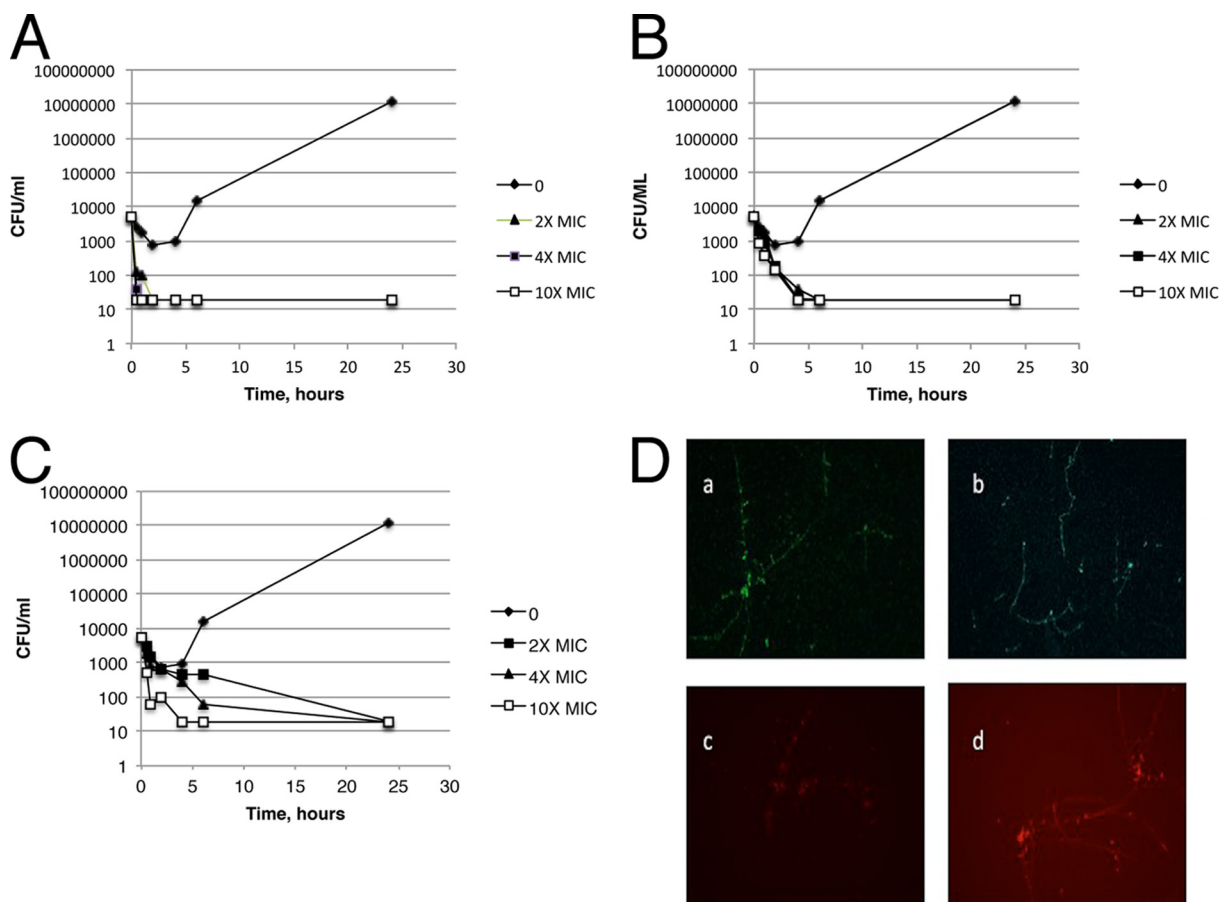 A
100000000
10000000
1000000
100000
10000
1000
100
10
1
CFU/ml
0 5 10 15 20 25 30
Time, hours
0
2X MIC
4X MIC
10X MIC
B
100000000
10000000
1000000
100000
10000
1000
100
10
1
CFU/ML
0 5 10 15 20 25 30
Time, hours
0
2X MIC
4X MIC
10X MIC
C
100000000
10000000
1000000
100000
10000
1000
100
10
1
CFU/ml
0 5 10 15 20 25 30
Time, hours
0
2X MIC
4X MIC
10X MIC
D
a
b
c
d